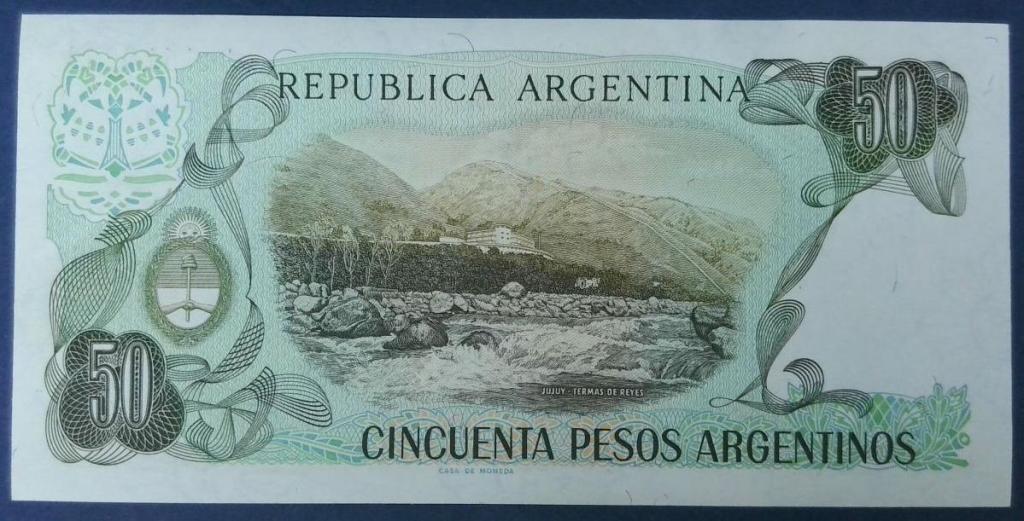 REPUBLICA ARGENTINA
50
50
JUJUY - TERMAS DE REYES
CINCUENTA PESOS ARGENTINOS
CASA DE MONEDA